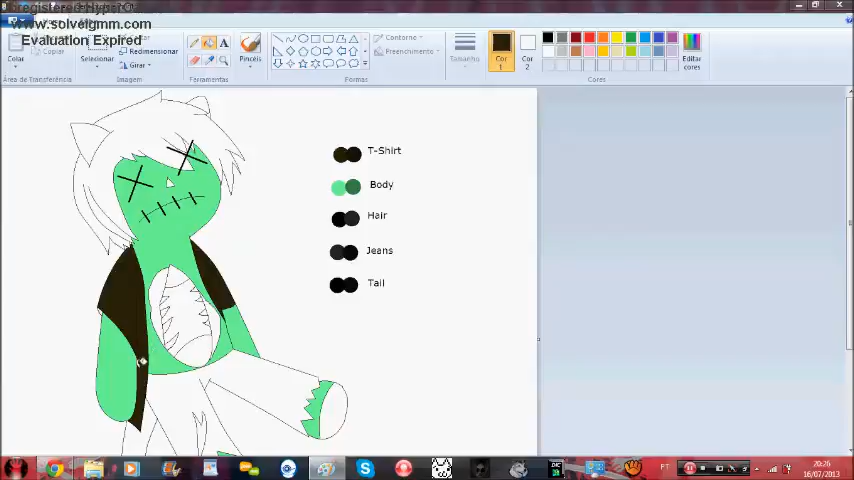 www.solveigmm.com
Evaluation Expired
Colar
Copiar
Área de Transferência
Selecionar
Redimensionar
Girar
Imagem
A
Ferramentas
Pincéis
Formas
Contorno
Preenchimento
Tamanho
Cor
1
Cor
2
Cores
Editar
cores
T-Shirt
Body
Hair
Jeans
Tail
PT
20:26
16/07/2013